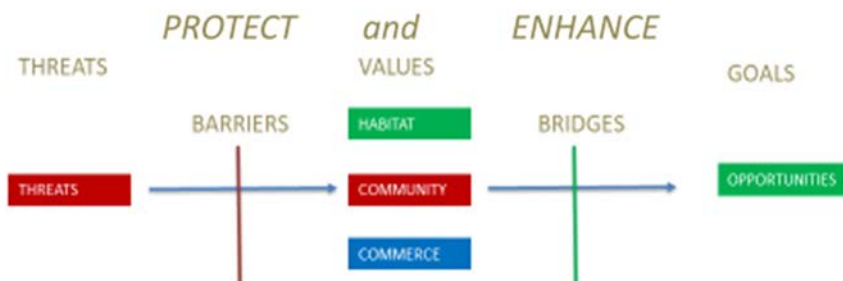 PROTECT and ENHANCE
THREATS VALUES GOALS
BARRIERS HABITAT BRIDGES
THREATS COMMUNITY OPPORTUNITIES
COMMERCE